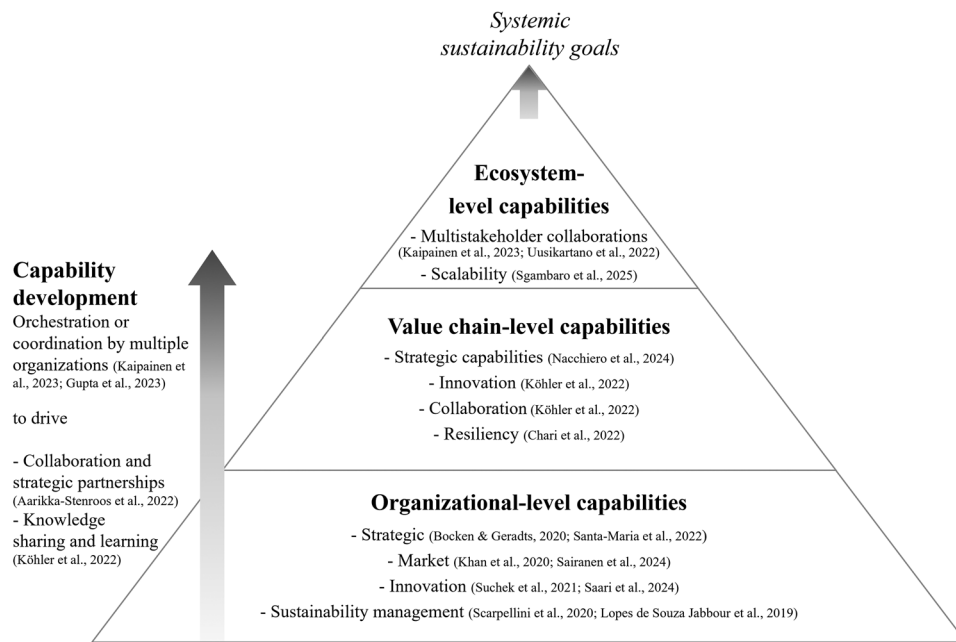 Systemic
sustainability goals
Ecosystem-
level capabilities
- Multistakeholder collaborations
(Kaipainen et al., 2023; Uusikartano et al., 2022)
- Scalability (Sgambaro et al., 2025)
Value chain-level capabilities
- Strategic capabilities (Nacchiero et al., 2024)
- Innovation (Köhler et al., 2022)
- Collaboration (Köhler et al., 2022)
- Resiliency (Chari et al., 2022)
Organizational-level capabilities
- Strategic (Bocken & Geradts, 2020; Santa-Maria et al., 2022)
- Market (Khan et al., 2020; Sairanen et al., 2024)
- Innovation (Suchek et al., 2021; Saari et al., 2024)
- Sustainability management (Scarpellini et al., 2020; Lopes de Souza Jabbour et al., 2019)
Capability
development
Orchestration or
coordination by multiple
organizations (Kaipainen et
al., 2023; Gupta et al., 2023)
to drive
- Collaboration and
strategic partnerships
(Aarikka-Stenroos et al., 2022)
- Knowledge
sharing and learning
(Köhler et al., 2022)